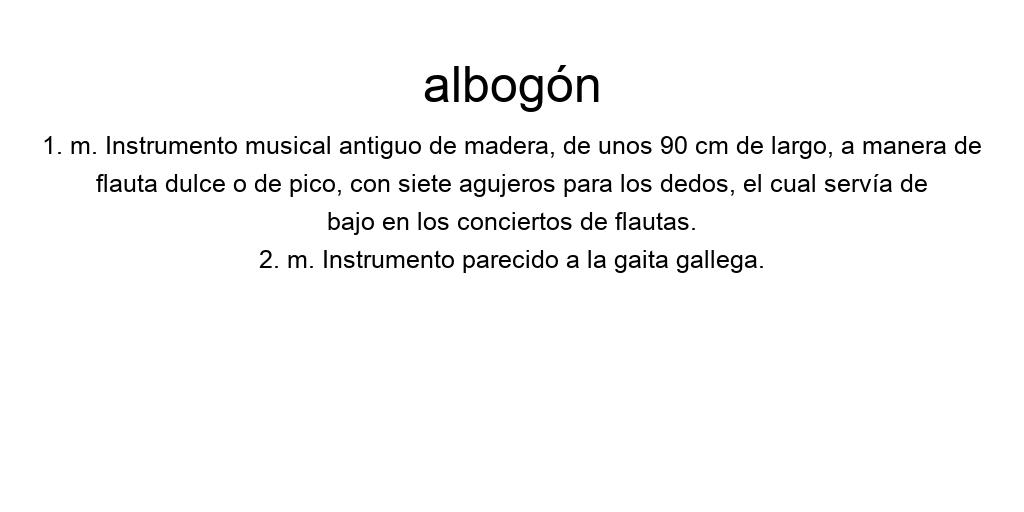 albogón
1. m. Instrumento musical antiguo de madera, de unos 90 cm de largo, a manera de
flauta dulce o de pico, con siete agujeros para los dedos, el cual servía de
bajo en los conciertos de flautas.
2. m. Instrumento parecido a la gaita gallega.